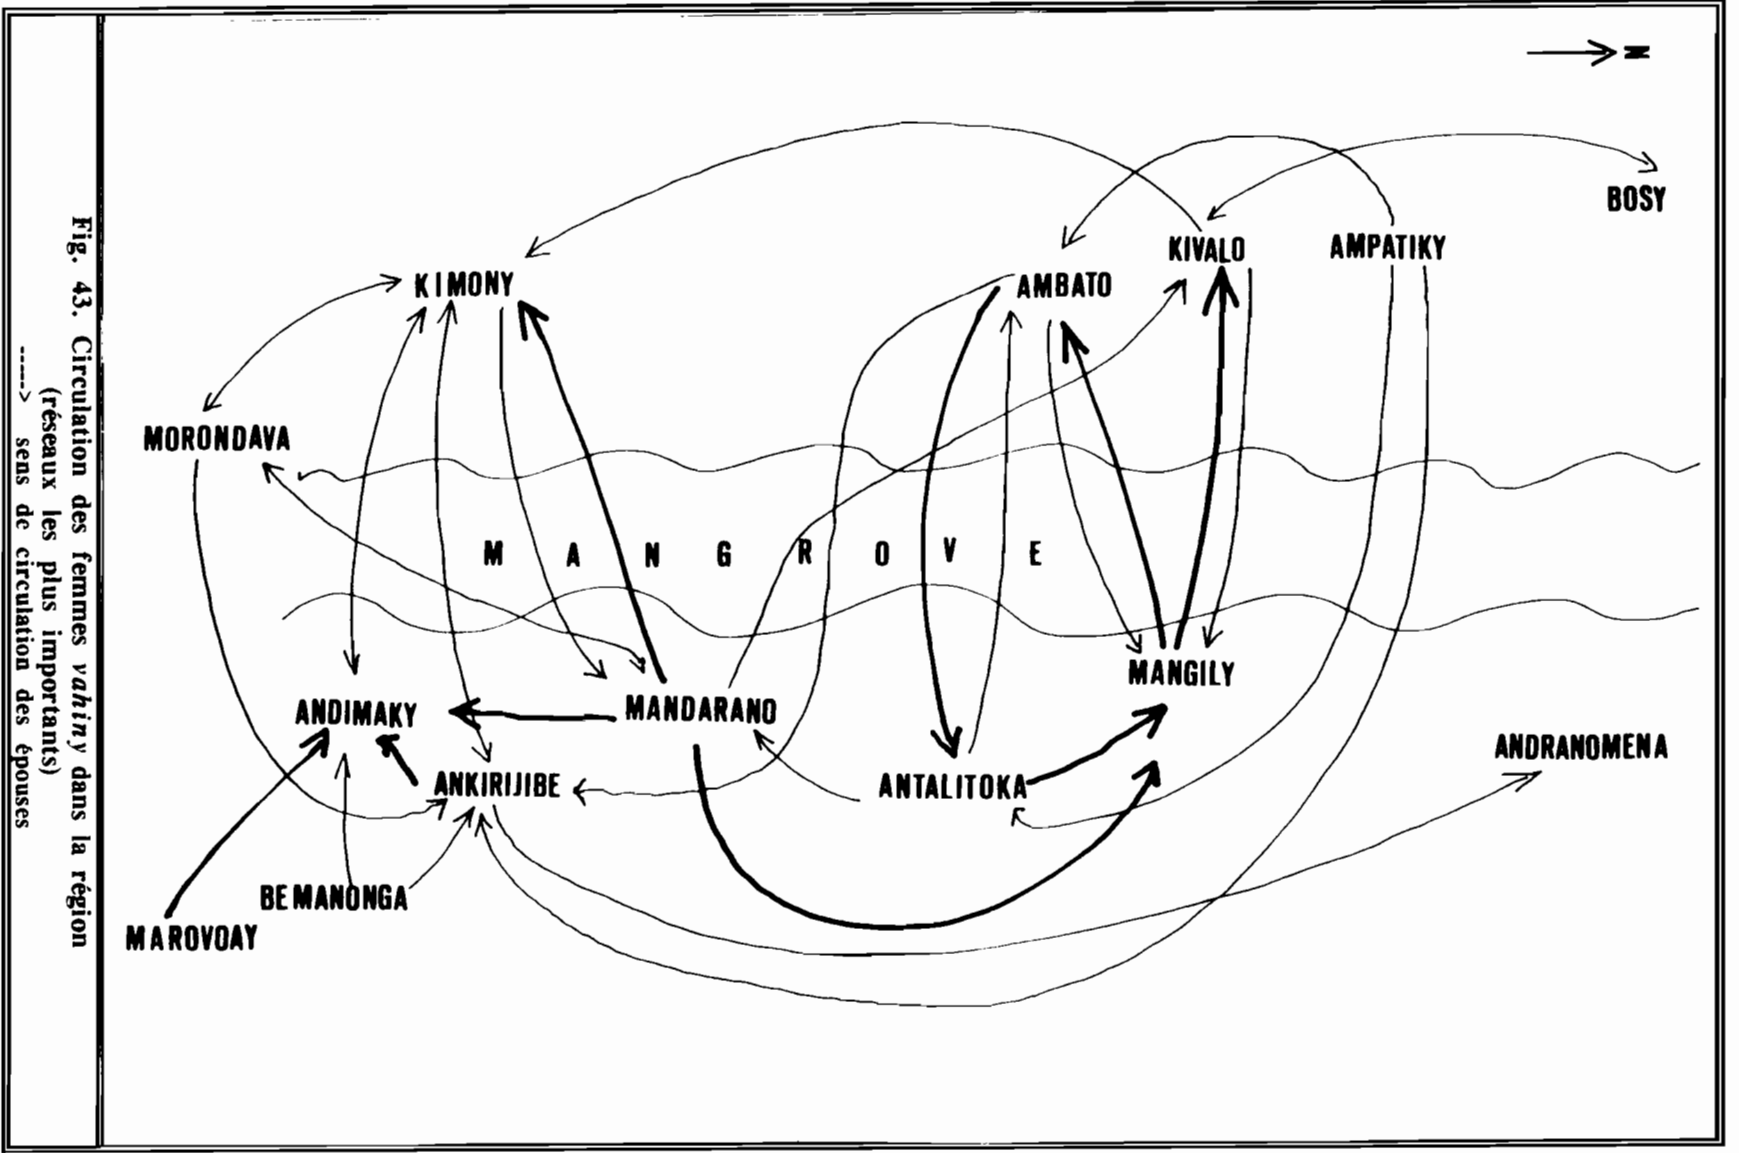 N
BOSY
KIVALO
AMPATIKY
KIMONY
AMBATO
MORONDAVA
MANGROVE
MANGILY
ANDIMAKY
MANDARANO
ANDRANOMENA
ANKIRIJIBE
ANTALITOKA
BEMANONGA
MAROVOAY
Fig. 43. Circulation des femmes vahiny dans la région
(réseaux les plus importants)
-----> sens de circulation des épouses